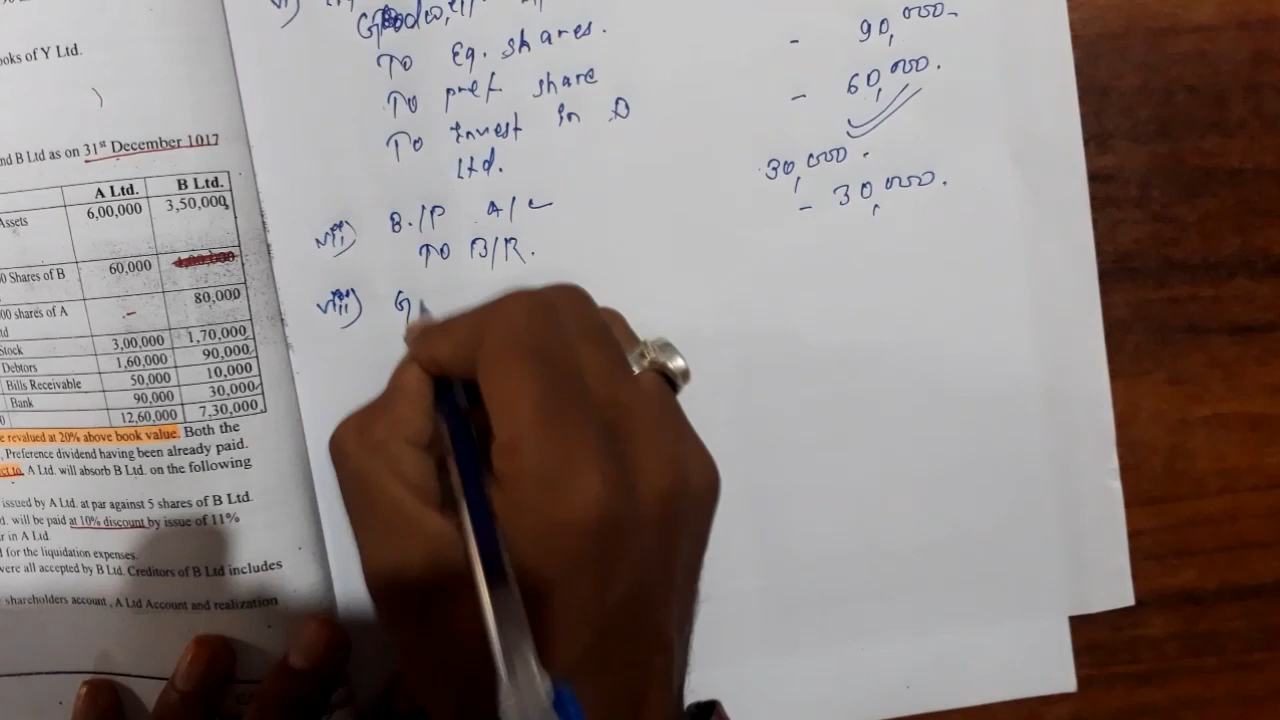 ooks of Y Ltd.
nd B Ltd as on 31st December 1017
A Ltd. B Ltd.
Assets 6,00,000 3,50,000
0 Shares of B 60,000
80,000
00 shares of A -
td
Stock 3,00,000 1,70,000
Debtors 1,60,000 90,000
Bills Receivable 50,000 10,000
Bank 90,000 30,000
0 12,60,000 7,30,000
e revalued at 20% above book value. Both the
, Preference dividend having been already paid.
ct to. A Ltd. will absorb B Ltd. on the following
issued by A Ltd. at par against 5 shares of B Ltd.
d. will be paid at 10% discount by issue of 11%
r in A Ltd
d for the liquidation expenses.
were all accepted by B Ltd. Creditors of B Ltd includes
shareholders account , A Ltd Account and realization
To Eq. shares. - 90,000-
To pref share - 60,000.
To Invest in D
Ltd.
30,000.
vii) B/P A/c - 30,000.
To B/R.
viii) G